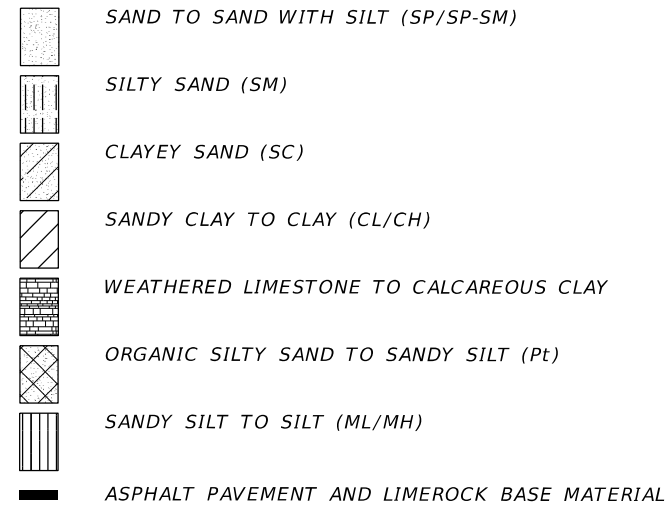 SAND TO SAND WITH SILT (SP/SP-SM)
SILTY SAND (SM)
CLAYEY SAND (SC)
SANDY CLAY TO CLAY (CL/CH)
WEATHERED LIMESTONE TO CALCAREOUS CLAY
ORGANIC SILTY SAND TO SANDY SILT (Pt)
SANDY SILT TO SILT (ML/MH)
ASPHALT PAVEMENT AND LIMEROCK BASE MATERIAL